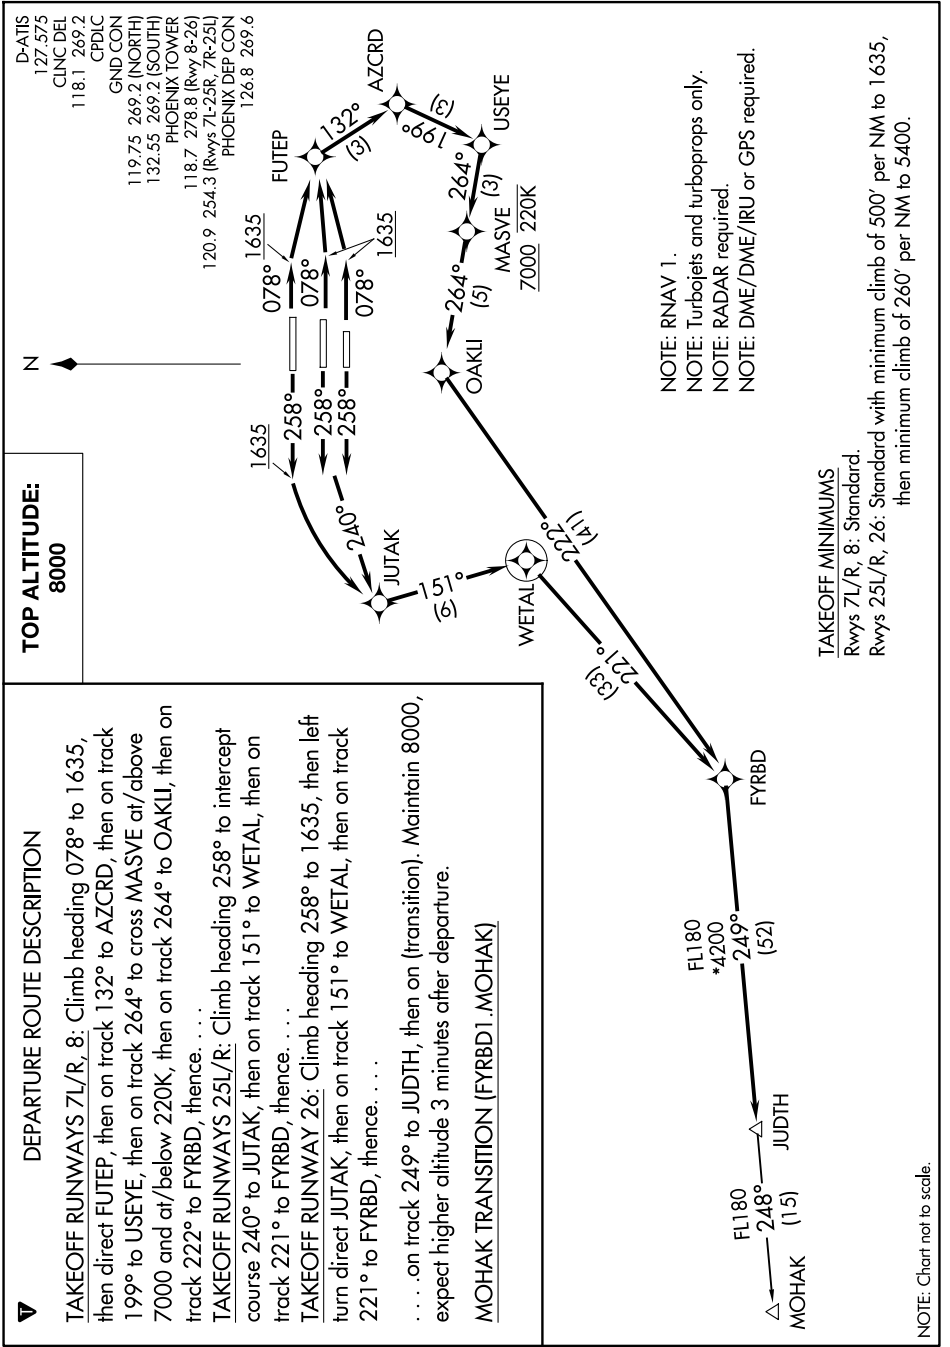 DEPARTURE ROUTE DESCRIPTION
TAKEOFF RUNWAYS 7L/R, 8: Climb heading 078° to 1635,
then direct FUTEP, then on track 132° to AZCRD, then on track
199° to USEYE, then on track 264° to cross MASVE at/above
7000 and at/below 220K, then on track 264° to OAKLI, then on
track 222° to FYRBD, thence. . . .
TAKEOFF RUNWAYS 25L/R: Climb heading 258° to intercept
course 240° to JUTAK, then on track 151° to WETAL, then on
track 221° to FYRBD, thence. . . .
TAKEOFF RUNWAY 26: Climb heading 258° to 1635, then left
turn direct JUTAK, then on track 151° to WETAL, then on track
221° to FYRBD, thence. . . .
. . . .on track 249° to JUDTH, then on (transition). Maintain 8000,
expect higher altitude 3 minutes after departure.
MOHAK TRANSITION (FYRBD1.MOHAK)
TOP ALTITUDE:
8000
N
D-ATIS
127.575
CLNC DEL
118.1 269.2
CPDLC
GND CON
119.75 269.2 (NORTH)
132.55 269.2 (SOUTH)
PHOENIX TOWER
118.7 278.8 (Rwy 8-26)
120.9 254.3 (Rwys 7L-25R, 7R-25L)
PHOENIX DEP CON
126.8 269.6
1635
258°
258°
258°
240°
JUTAK
151°
(6)
WETAL
221°
(33)
078°
078°
078°
1635
1635
FUTEP
132°
(3)
AZCRD
199°
(3)
USEYE
264°
(3)
MASVE
7000 220K
264°
(5)
OAKLI
222°
(41)
FYRBD
FL180
*4200
249°
(52)
JUDTH
FL180
248°
(15)
MOHAK
NOTE: RNAV 1.
NOTE: Turbojets and turboprops only.
NOTE: RADAR required.
NOTE: DME/DME/IRU or GPS required.
TAKEOFF MINIMUMS
Rwys 7L/R, 8: Standard.
Rwys 25L/R, 26: Standard with minimum climb of 500' per NM to 1635,
then minimum climb of 260' per NM to 5400.
NOTE: Chart not to scale.
T